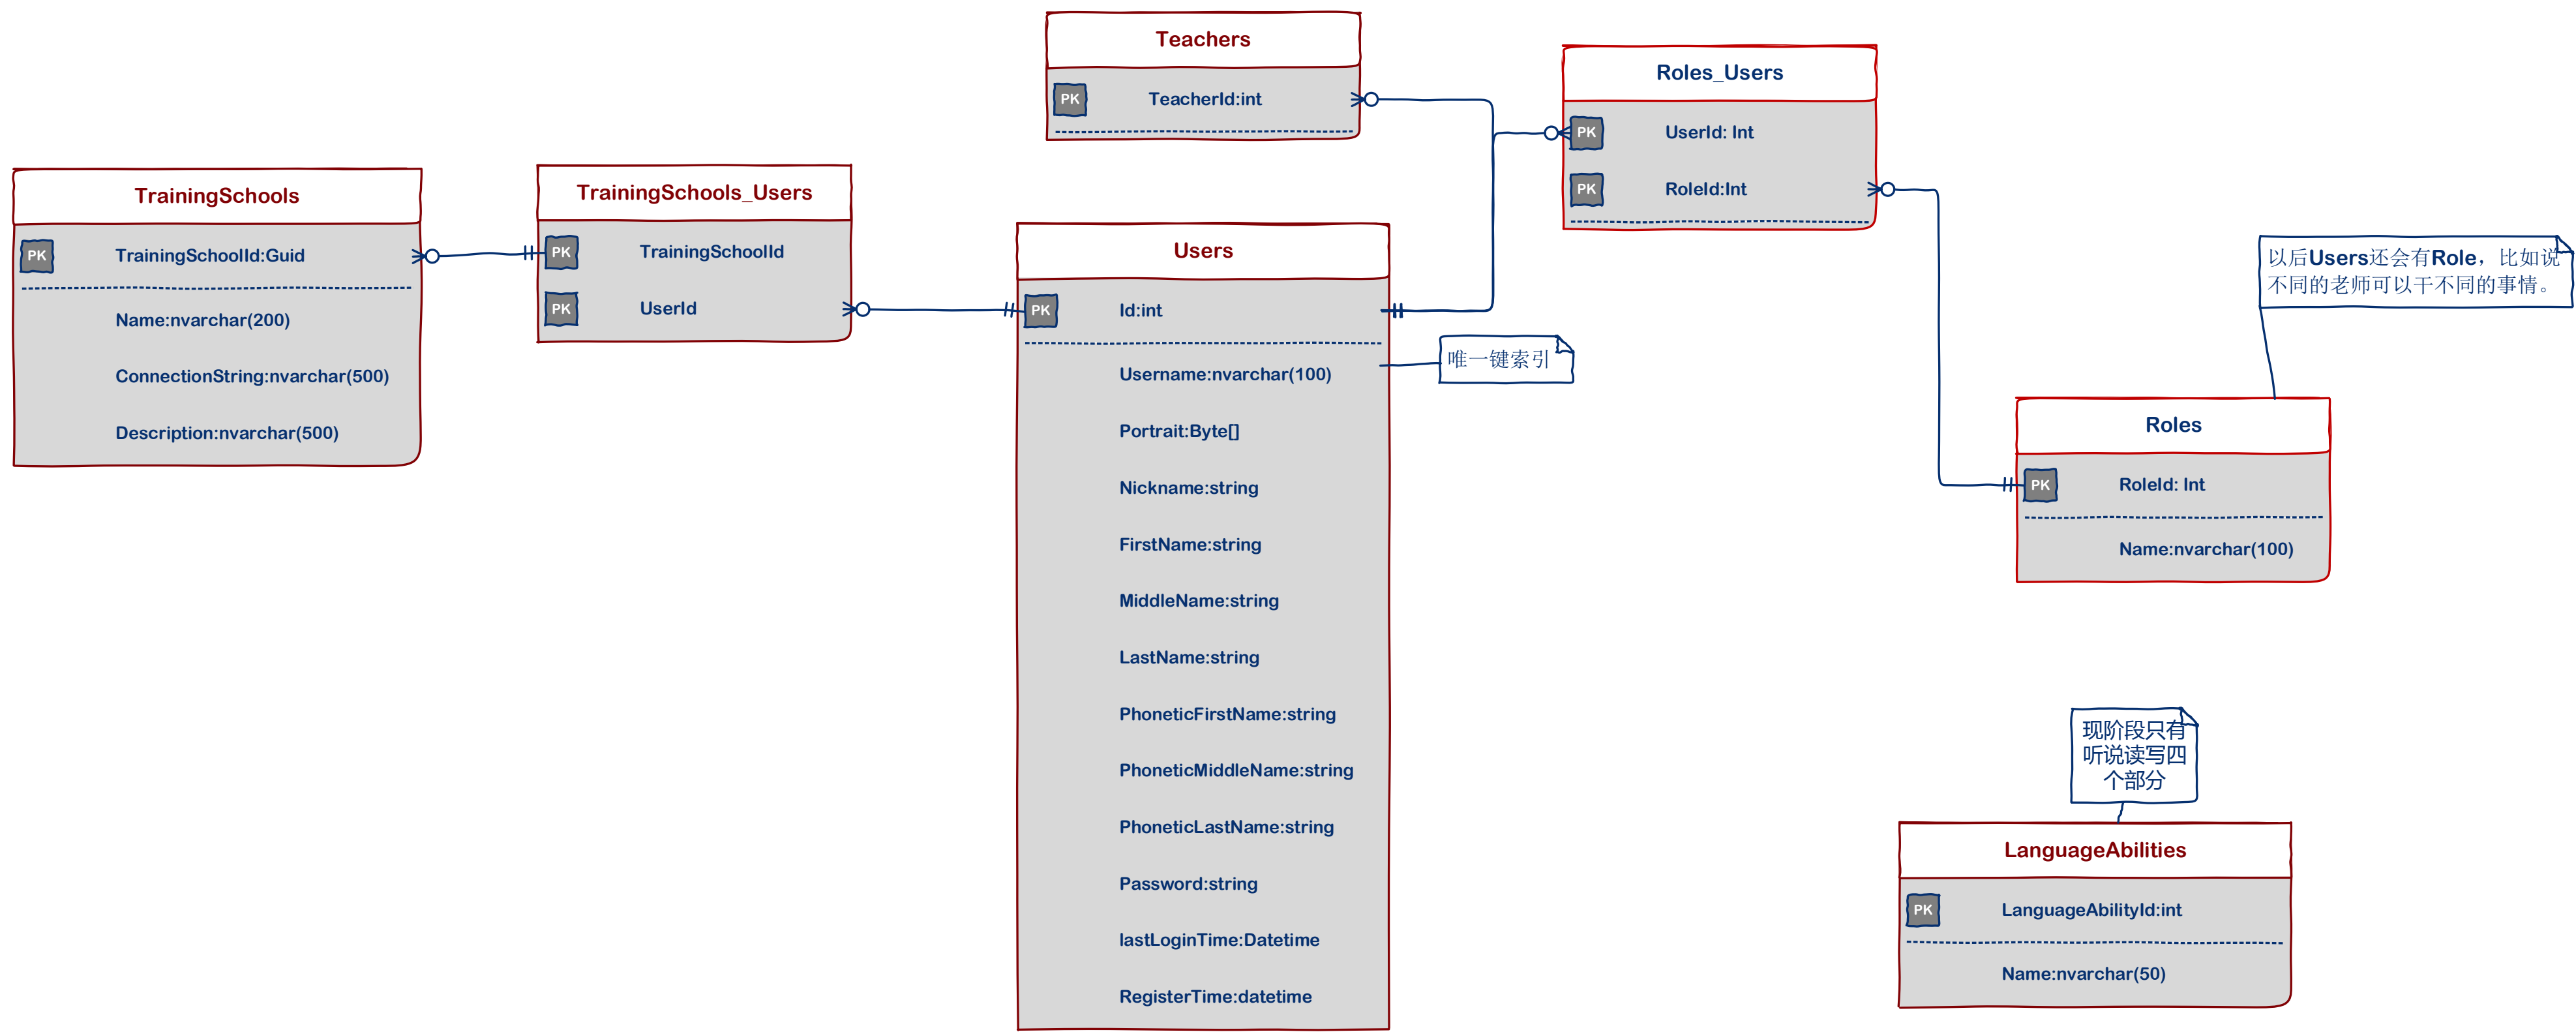 Teachers
PK TeacherId:int
Roles_Users
PK UserId: Int
PK RoleId:Int
TrainingSchools
PK TrainingSchoolId:Guid
Name:nvarchar(200)
ConnectionString:nvarchar(500)
Description:nvarchar(500)
TrainingSchools_Users
PK TrainingSchoolId
PK UserId
Users
PK Id:int
Username:nvarchar(100)
Portrait:Byte[]
Nickname:string
FirstName:string
MiddleName:string
LastName:string
PhoneticFirstName:string
PhoneticMiddleName:string
PhoneticLastName:string
Password:string
lastLoginTime:Datetime
RegisterTime:datetime
唯一键索引
以后Users还会有Role，比如说
不同的老师可以干不同的事情。
Roles
PK RoleId: Int
Name:nvarchar(100)
现阶段只有
听说读写四
个部分
LanguageAbilities
PK LanguageAbilityId:int
Name:nvarchar(50)